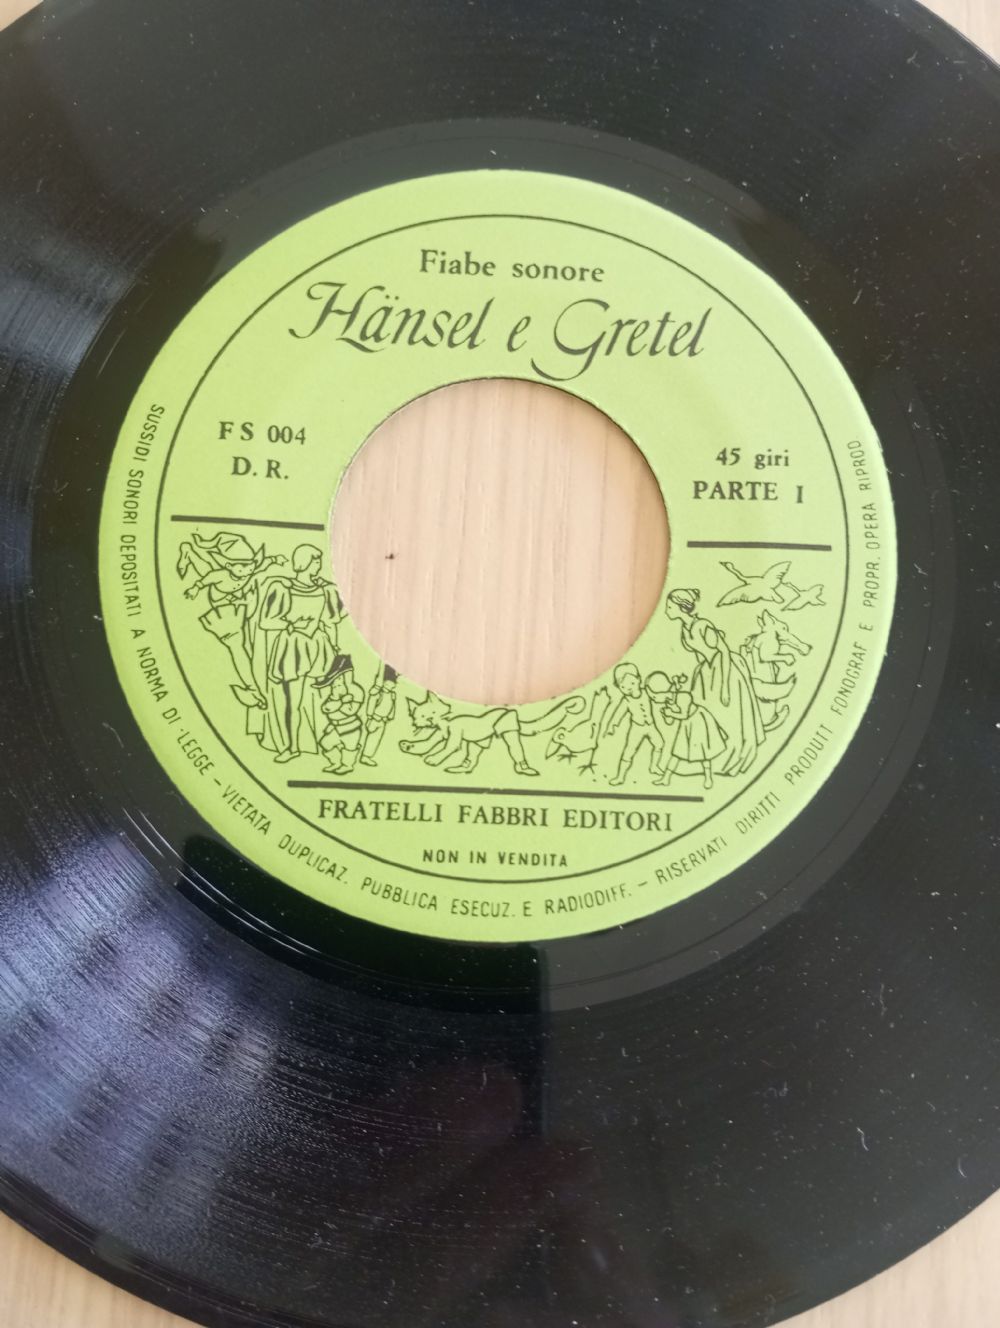 Fiabe sonore
Hänsel e Gretel
FS 004
D. R.
45 giri
PARTE I
FRATELLI FABBRI EDITORI
NON IN VENDITA
SUSSIDI SONORI DEPOSITATI A NORMA DI LEGGE – VIETATA DUPLICAZ. PUBBLICA ESECUZ. E RADIODIFF. – RISERVATI DIRITTI PRODUTT FONOGRAF E PROPR. OPERA RIPROD